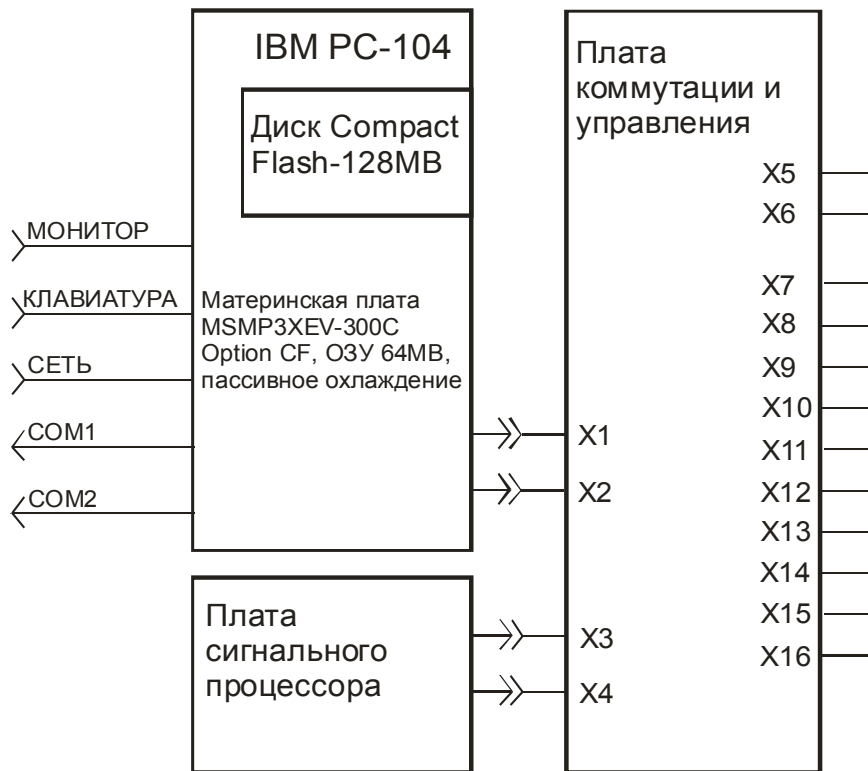 IBM PC-104
Диск Compact
Flash-128MB
МОНИТОР
КЛАВИАТУРА
СЕТЬ
COM1
COM2
Материнская плата
MSMP3XEV-300C
Option CF, ОЗУ 64MB,
пассивное охлаждение
Плата
сигнального
процессора
Плата
коммутации и
управления
X1
X2
X3
X4
X5
X6
X7
X8
X9
X10
X11
X12
X13
X14
X15
X16